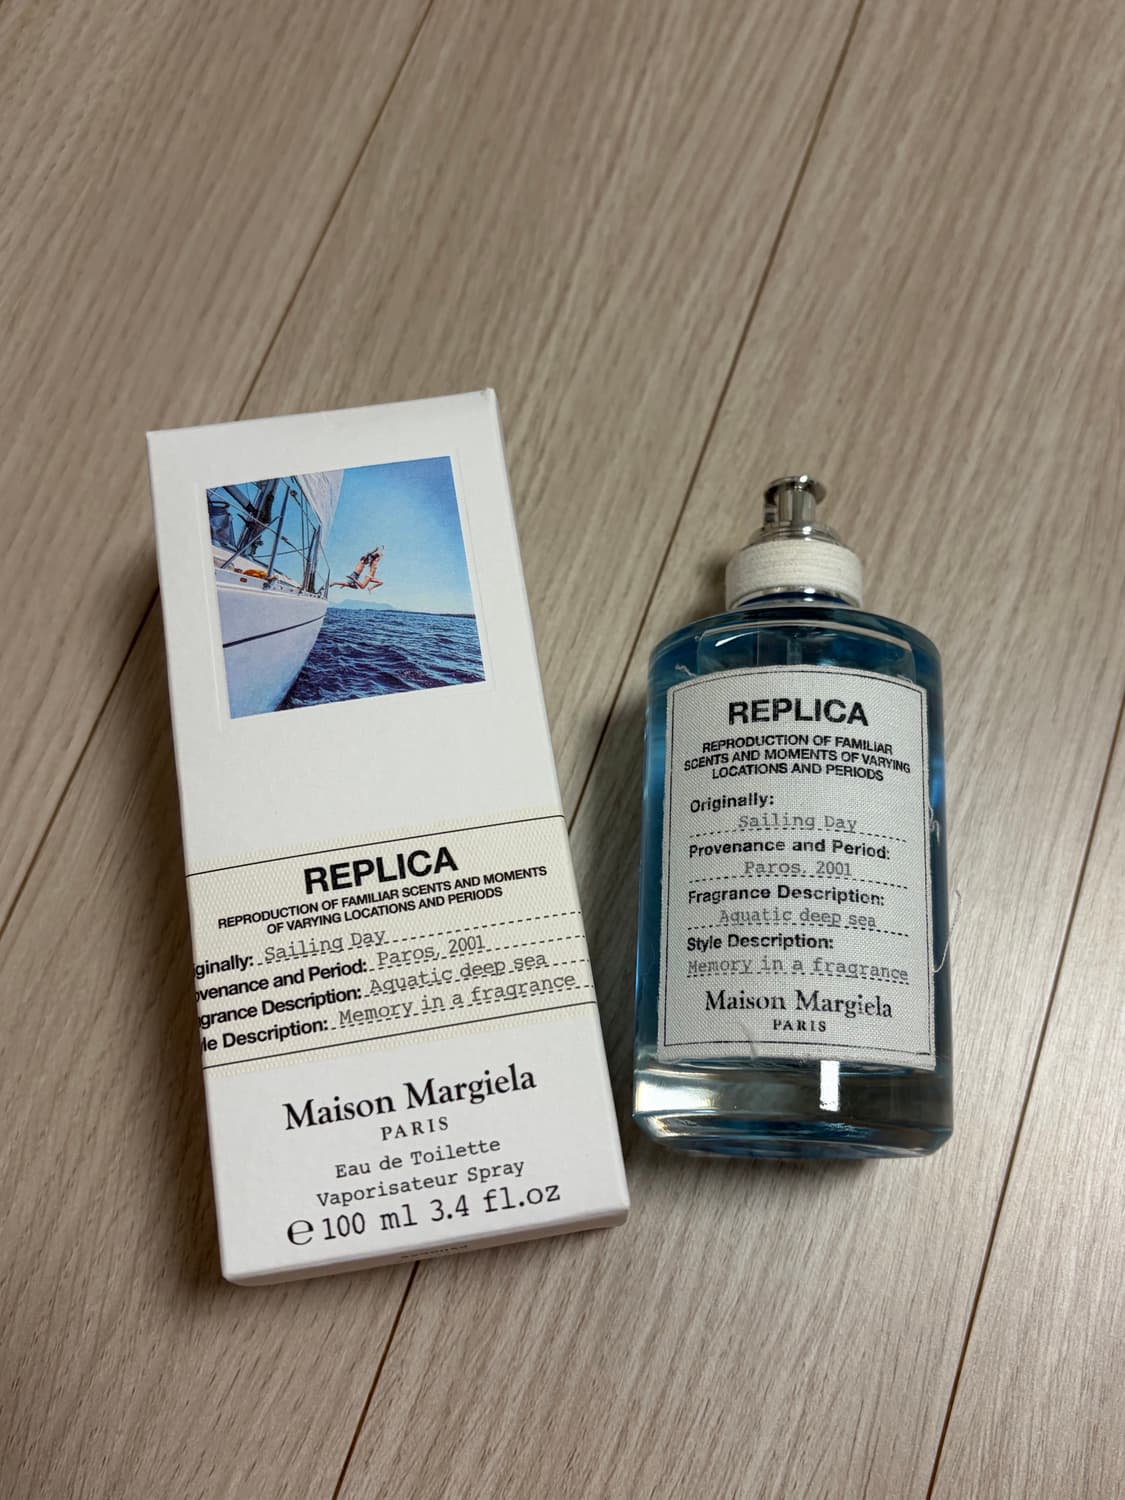 REPLICA
REPRODUCTION OF FAMILIAR SCENTS AND MOMENTS
OF VARYING LOCATIONS AND PERIODS
ginally: Sailing Day
ovenance and Period: Paros, 2001
grance Description: Aquatic deep sea
le Description: Memory in a fragrance
Maison Margiela
PARIS
Eau de Toilette
Vaporisateur Spray
℮ 100 ml 3.4 fl.oz
REPLICA
REPRODUCTION OF FAMILIAR
SCENTS AND MOMENTS OF VARYING
LOCATIONS AND PERIODS
Originally:
Sailing Day
Provenance and Period:
Paros, 2001
Fragrance Description:
Aquatic deep sea
Style Description:
Memory in a fragrance
Maison Margiela
PARIS